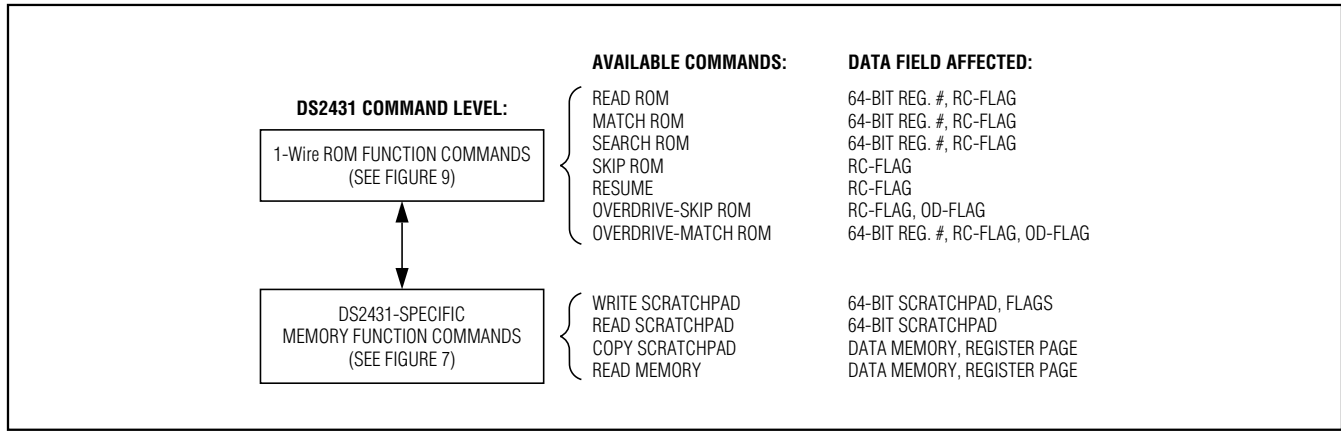 AVAILABLE COMMANDS: DATA FIELD AFFECTED:
DS2431 COMMAND LEVEL:
1-Wire ROM FUNCTION COMMANDS
(SEE FIGURE 9)
READ ROM 64-BIT REG. #, RC-FLAG
MATCH ROM 64-BIT REG. #, RC-FLAG
SEARCH ROM 64-BIT REG. #, RC-FLAG
SKIP ROM RC-FLAG
RESUME RC-FLAG
OVERDRIVE-SKIP ROM RC-FLAG, OD-FLAG
OVERDRIVE-MATCH ROM 64-BIT REG. #, RC-FLAG, OD-FLAG
DS2431-SPECIFIC
MEMORY FUNCTION COMMANDS
(SEE FIGURE 7)
WRITE SCRATCHPAD 64-BIT SCRATCHPAD, FLAGS
READ SCRATCHPAD 64-BIT SCRATCHPAD
COPY SCRATCHPAD DATA MEMORY, REGISTER PAGE
READ MEMORY DATA MEMORY, REGISTER PAGE